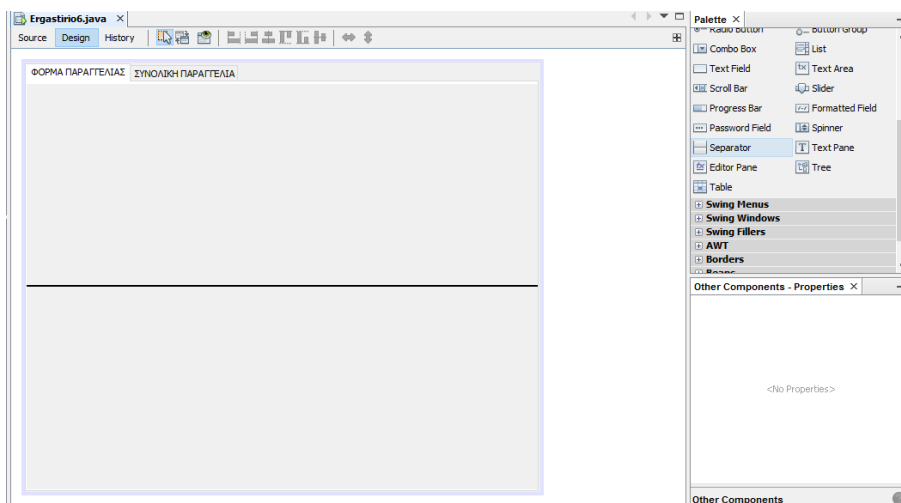 Ergastirio6.java
Source Design History
ΦΟΡΜΑ ΠΑΡΑΓΓΕΛΙΑΣ ΣΥΝΟΛΙΚΗ ΠΑΡΑΓΓΕΛΙΑ
Palette
Radio Button Button Group
Combo Box List
Text Field Text Area
Scroll Bar Slider
Progress Bar Formatted Field
Password Field Spinner
Separator Text Pane
Editor Pane Tree
Table
Swing Menus
Swing Windows
Swing Fillers
AWT
Borders
Beans
Other Components - Properties
<No Properties>
Other Components